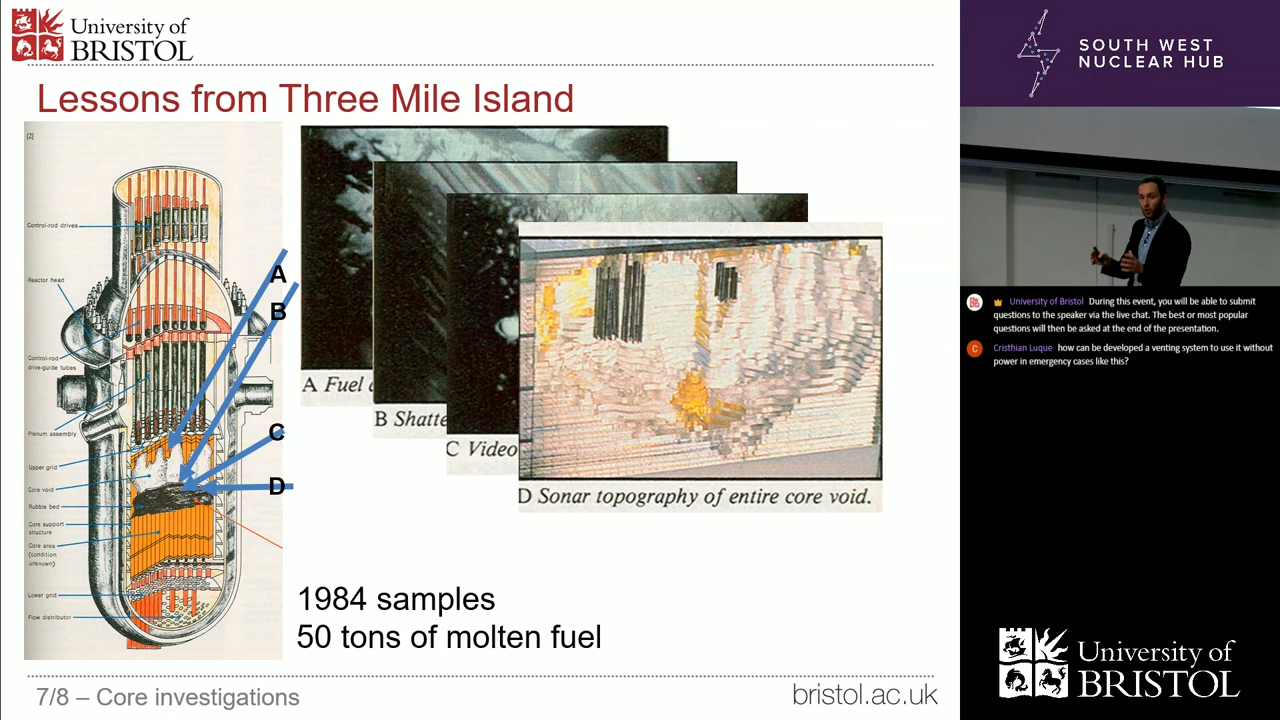 University of
BRISTOL
Lessons from Three Mile Island
[2]
Control-rod drives
Reactor head
Control-rod
drive-guide tubes
Plenum assembly
Upper grid
Core void
Rubble bed
Core support
structure
Core area
(condition
unknown)
Lower grid
Flow distributor
A
B
C
D
A Fuel
B Shatte
C Video
D Sonar topography of entire core void.
1984 samples
50 tons of molten fuel
7/8 – Core investigations
bristol.ac.uk
SOUTH WEST
NUCLEAR HUB
University of Bristol During this event, you will be able to submit
questions to the speaker via the live chat. The best or most popular
questions will then be asked at the end of the presentation.
C
Cristhian Luque how can be developed a venting system to use it without
power in emergency cases like this?
University of
BRISTOL